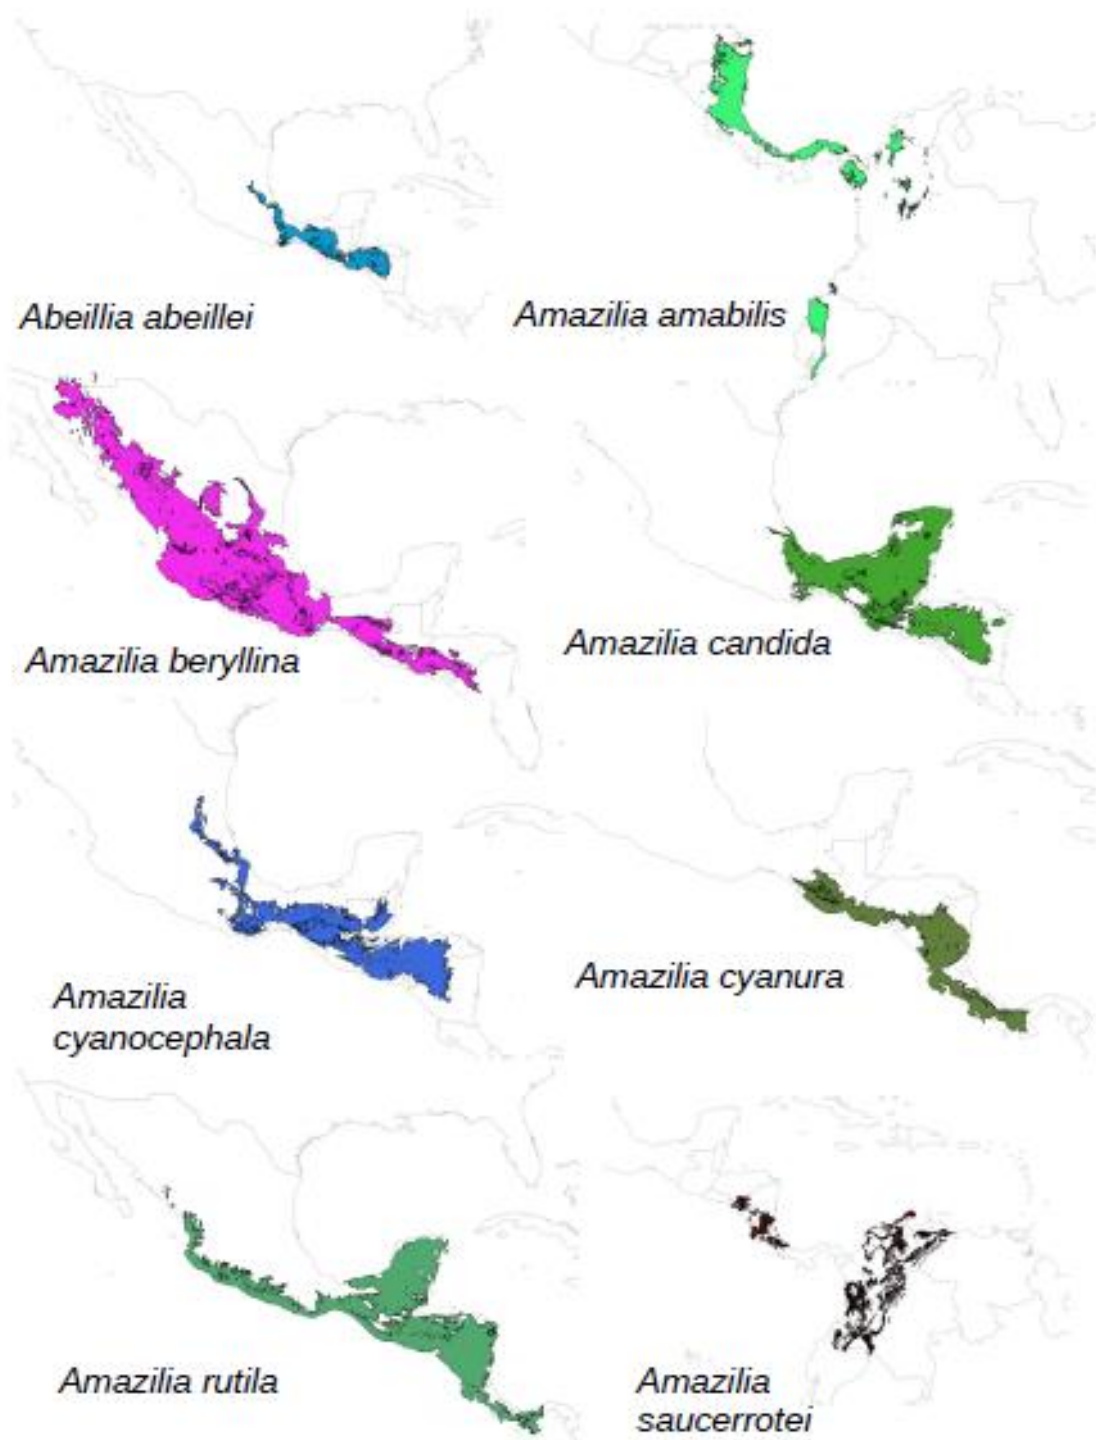 Abeillia abeillei
Amazilia amabilis
Amazilia beryllina
Amazilia candida
Amazilia
cyanocephala
Amazilia cyanura
Amazilia rutila
Amazilia
saucerrotei